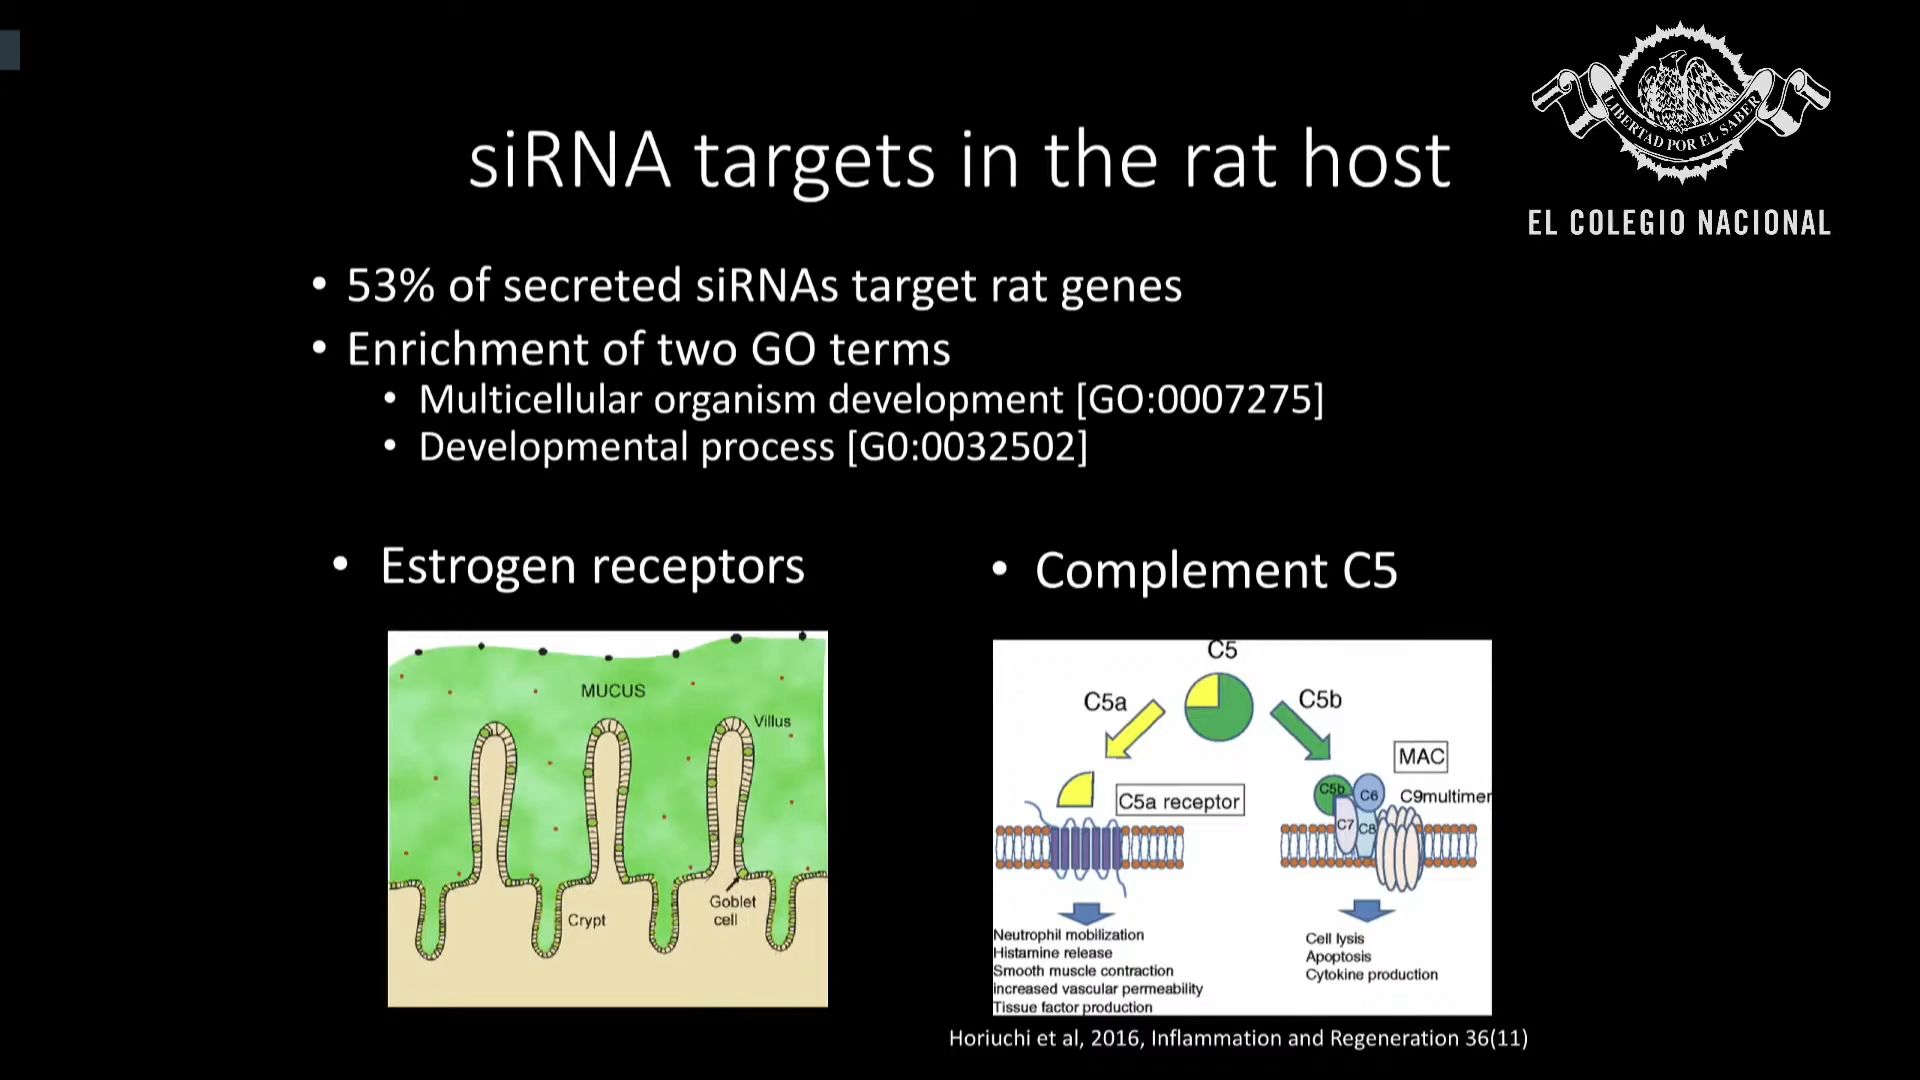 LIBERTAD POR EL SABER
EL COLEGIO NACIONAL
siRNA targets in the rat host
• 53% of secreted siRNAs target rat genes
• Enrichment of two GO terms
• Multicellular organism development [GO:0007275]
• Developmental process [G0:0032502]
• Estrogen receptors
MUCUS
Villus
Goblet
cell
Crypt
• Complement C5
C5
C5a
C5b
MAC
C5a receptor
C5b
C6
C9multimer
C7
C8
Neutrophil mobilization
Histamine release
Smooth muscle contraction
increased vascular permeability
Tissue factor production
Cell lysis
Apoptosis
Cytokine production
Horiuchi et al, 2016, Inflammation and Regeneration 36(11)